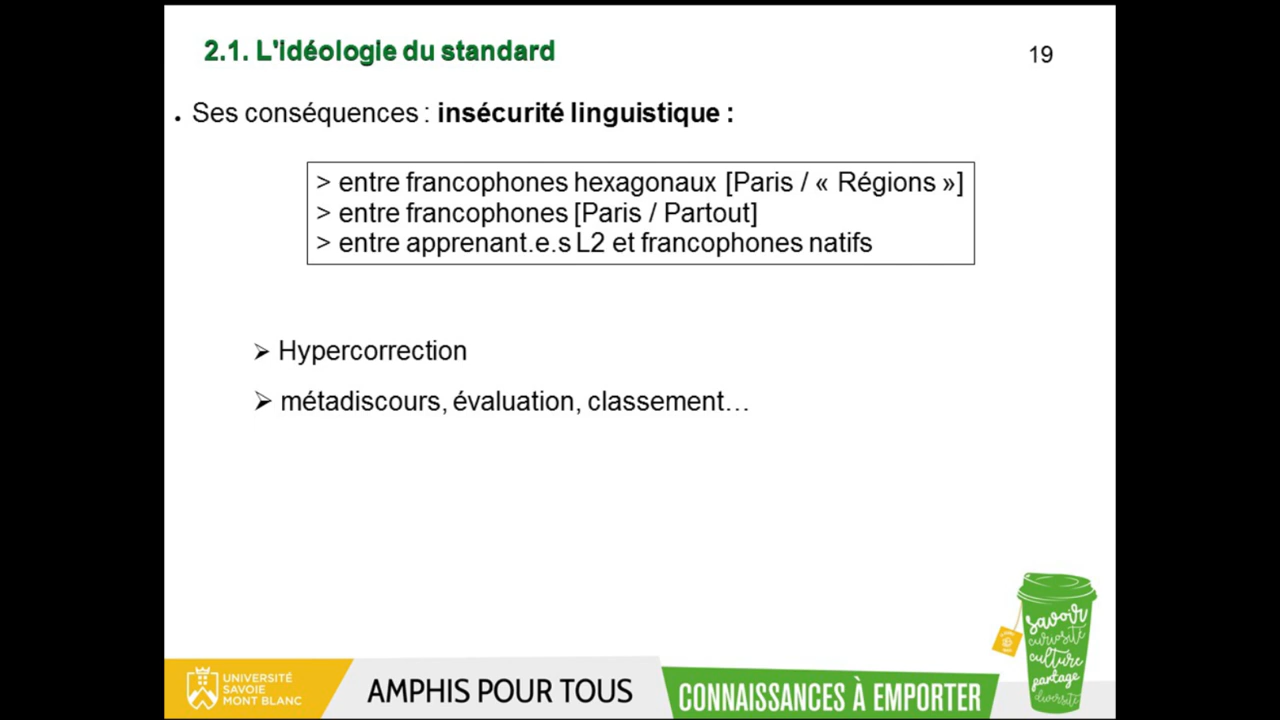 2.1. L'idéologie du standard
19
• Ses conséquences : insécurité linguistique :
> entre francophones hexagonaux [Paris / « Régions »]
> entre francophones [Paris / Partout]
> entre apprenant.e.s L2 et francophones natifs
➢ Hypercorrection
➢ métadiscours, évaluation, classement…
savoir
curiosité
culture
partage
diversité
UNIVERSITÉ
SAVOIE
MONT BLANC
AMPHIS POUR TOUS
CONNAISSANCES À EMPORTER